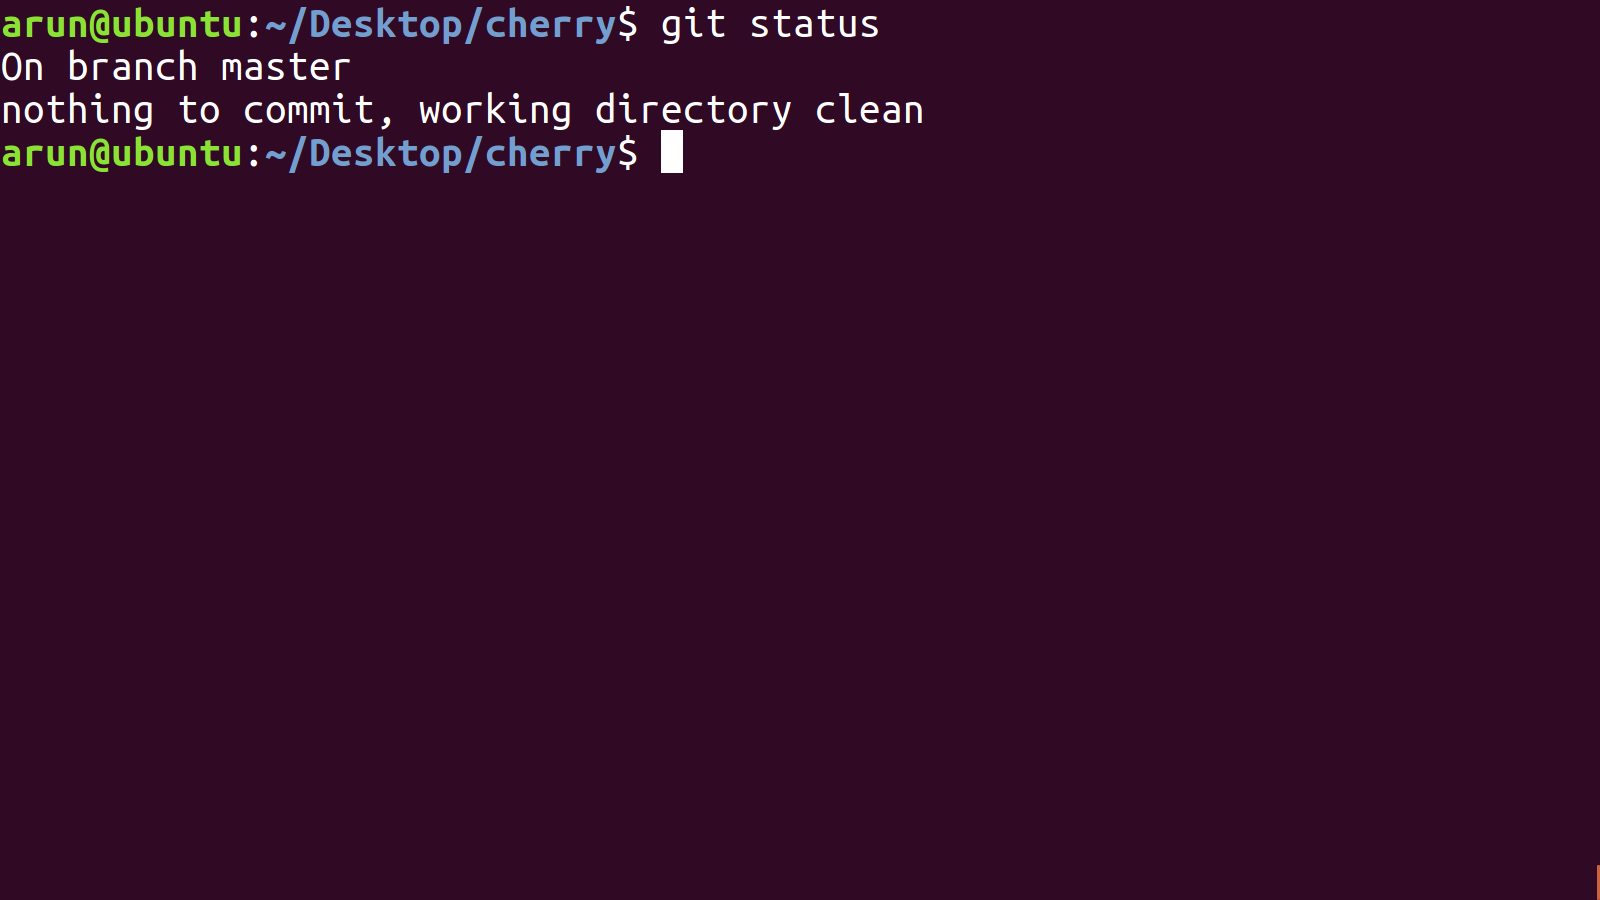 arun@ubuntu:~/Desktop/cherry$ git status
On branch master
nothing to commit, working directory clean
arun@ubuntu:~/Desktop/cherry$